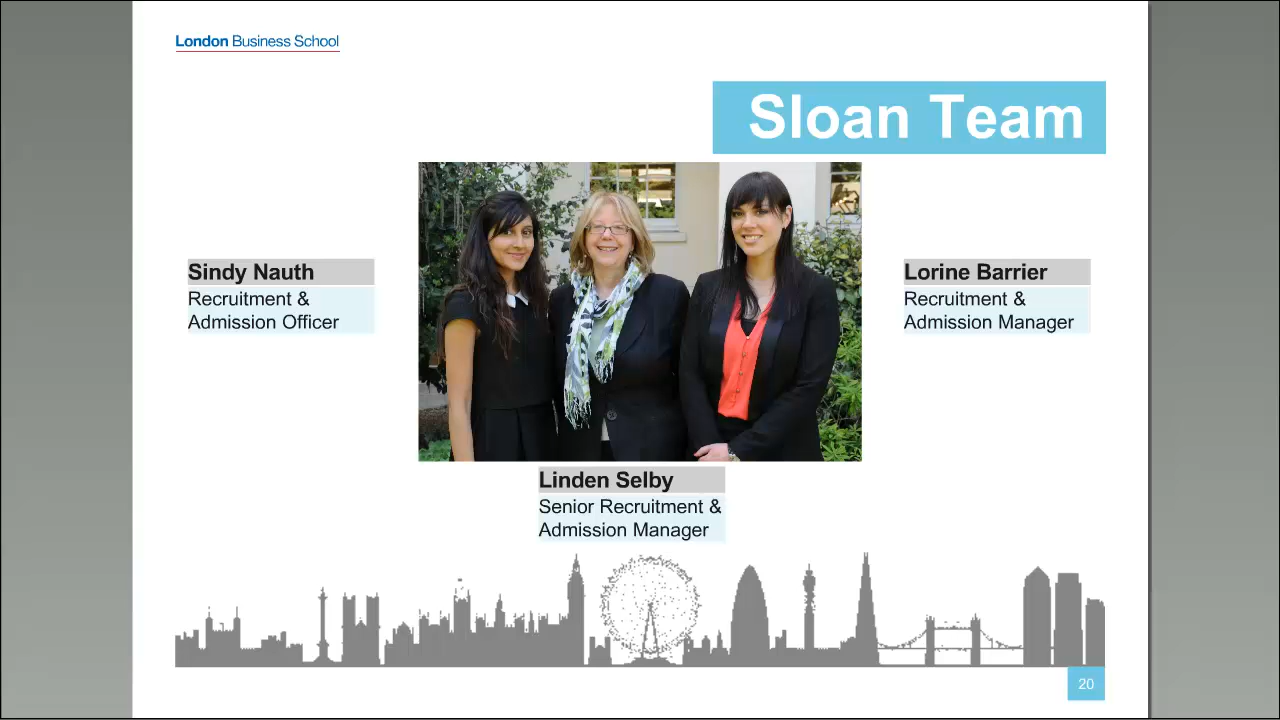 London Business School
Sloan Team
Sindy Nauth
Recruitment &
Admission Officer
Lorine Barrier
Recruitment &
Admission Manager
Linden Selby
Senior Recruitment &
Admission Manager
20